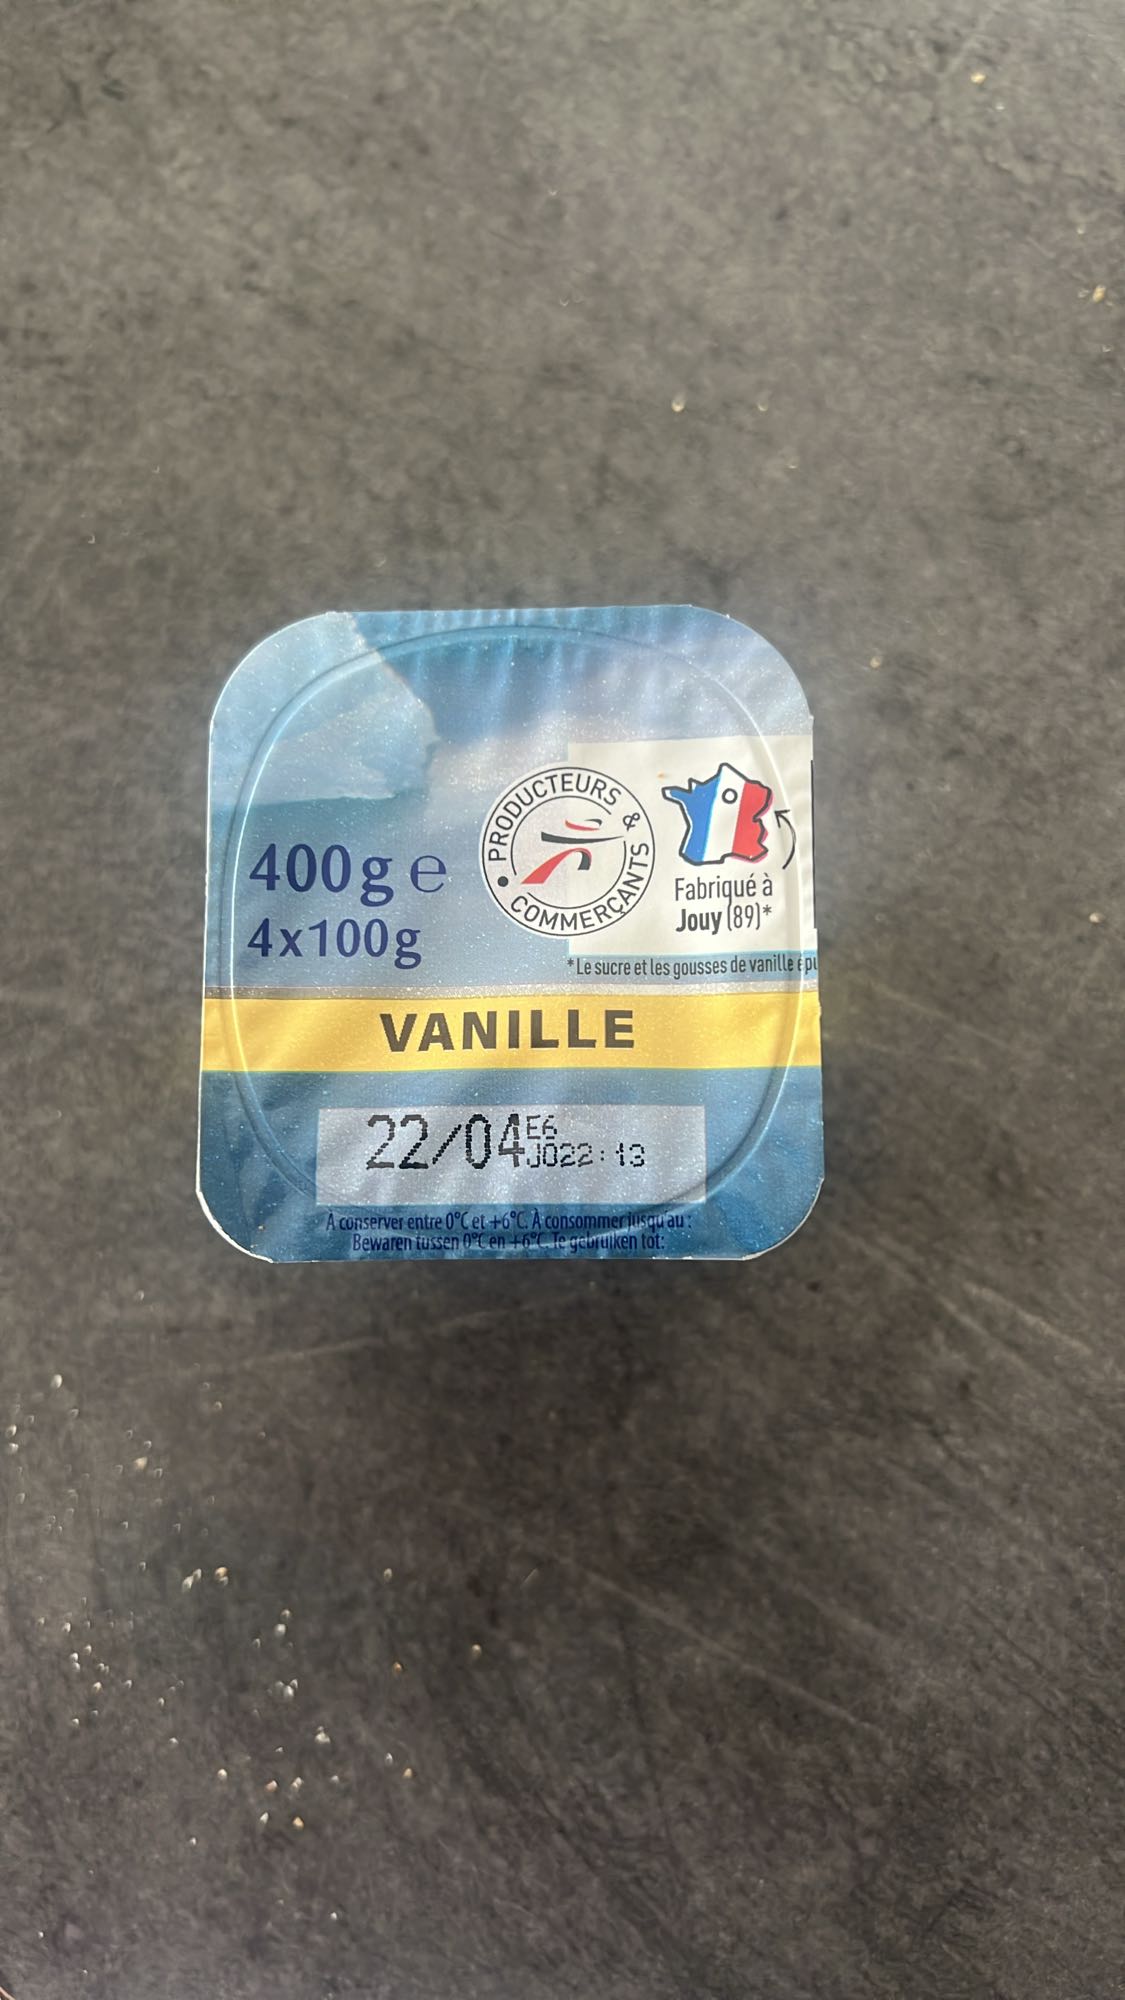 PRODUCTEURS & COMMERÇANTS
400g e
4x100g
Fabriqué à
Jouy (89)*
*Le sucre et les gousses de vanille
VANILLE
22/04 E6
J022:13
À conserver entre 0°C et +6°C. À consommer jusqu'au :
Bewaren tussen 0°C en +6°C. Te gebruiken tot: